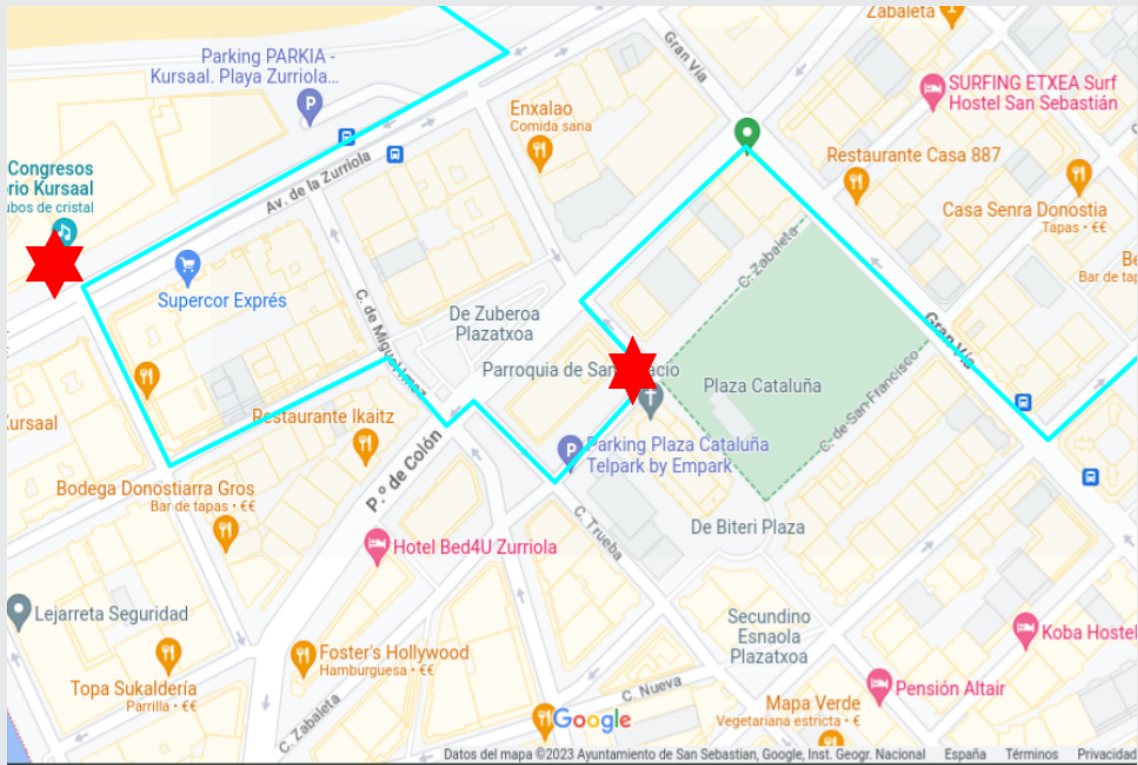 Zabaleta
Gran Vía
Parking PARKIA -
Kursaal. Playa Zurriola...
SURFING ETXEA Surf
Hostel San Sebastián
Enxalao
Comida sana
Restaurante Casa 887
Congresos
rio Kursaal
ubos de cristal
Av. de la Zurriola
Casa Senra Donostia
Tapas • €€
C. Zabaleta
Bar de tap
Supercor Exprés
De Zuberoa
Plazatxoa
C. de Miguel Imaz
Gran Vía
Parroquia de San
acio
Plaza Cataluña
C. de San Francisco
Kursaal
Restaurante Ikaitz
Parking Plaza Cataluña
Telpark by Empark
P.º de Colón
Bodega Donostiarra Gros
Bar de tapas • €€
C. Trueba
De Biteri Plaza
Hotel Bed4U Zurriola
Lejarreta Seguridad
Secundino
Esnaola
Plazatxoa
Koba Hostel
Foster's Hollywood
Hamburguesa • €€
Topa Sukaldería
Parrilla • €€
C. Nueva
Pensión Altair
Mapa Verde
Vegetariana estricta • €
C. Zabaleta
Google
Datos del mapa ©2023 Ayuntamiento de San Sebastian, Google, Inst. Geogr. Nacional España Términos Privacidad